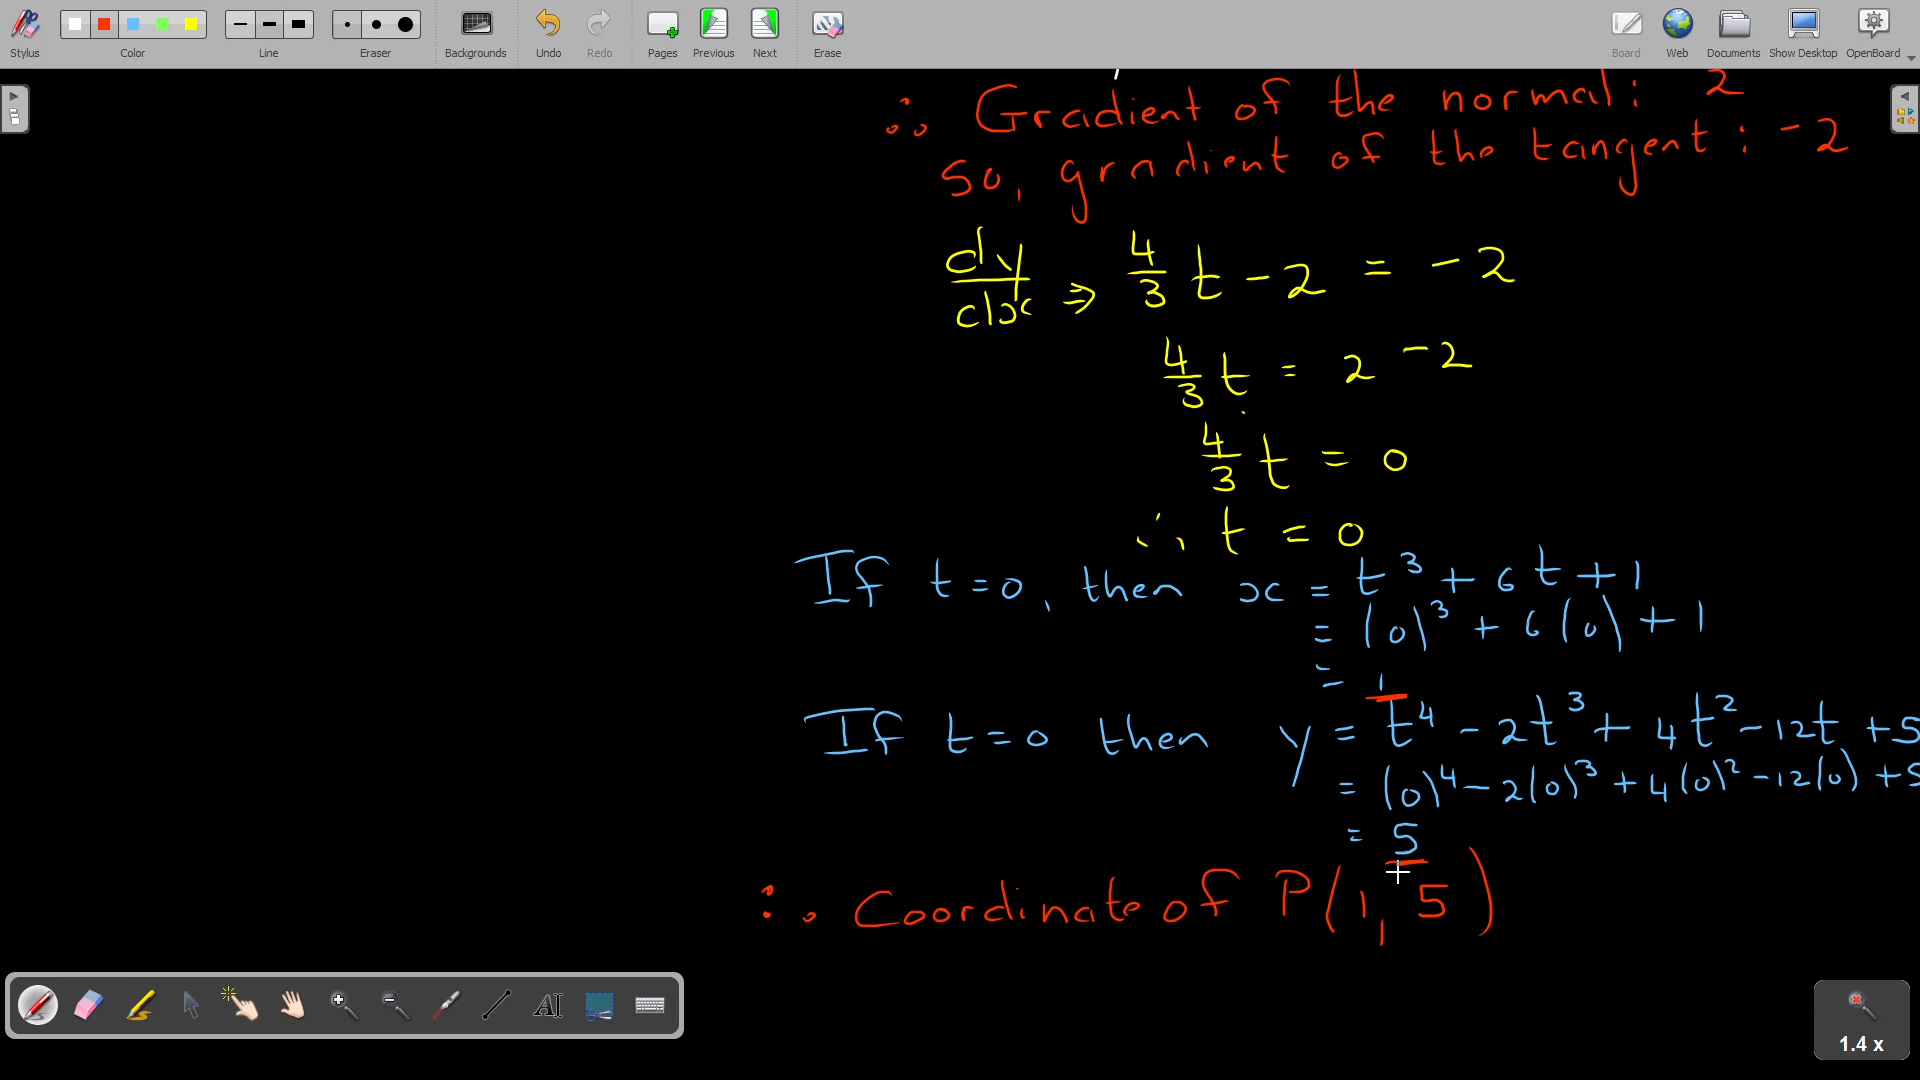 Stylus Color Line Eraser Backgrounds Undo Redo Pages Previous Next Erase Board Web Documents Show Desktop OpenBoard
∴ Gradient of the normal: 2
so, gradient of the tangent: -2
dy/dx ⇒ 4/3 t - 2 = -2
4/3 t = 2 -2
4/3 t = 0
∴ t = 0
If t=0, then x = t³ + 6t + 1
= (0)³ + 6(0) + 1
= 1
If t=0 then y = t⁴ - 2t³ + 4t² - 12t + 5
= (0)⁴ - 2(0)³ + 4(0)² - 12(0) + 5
= 5
∴ Coordinate of P(1, 5)
AI
1.4 x